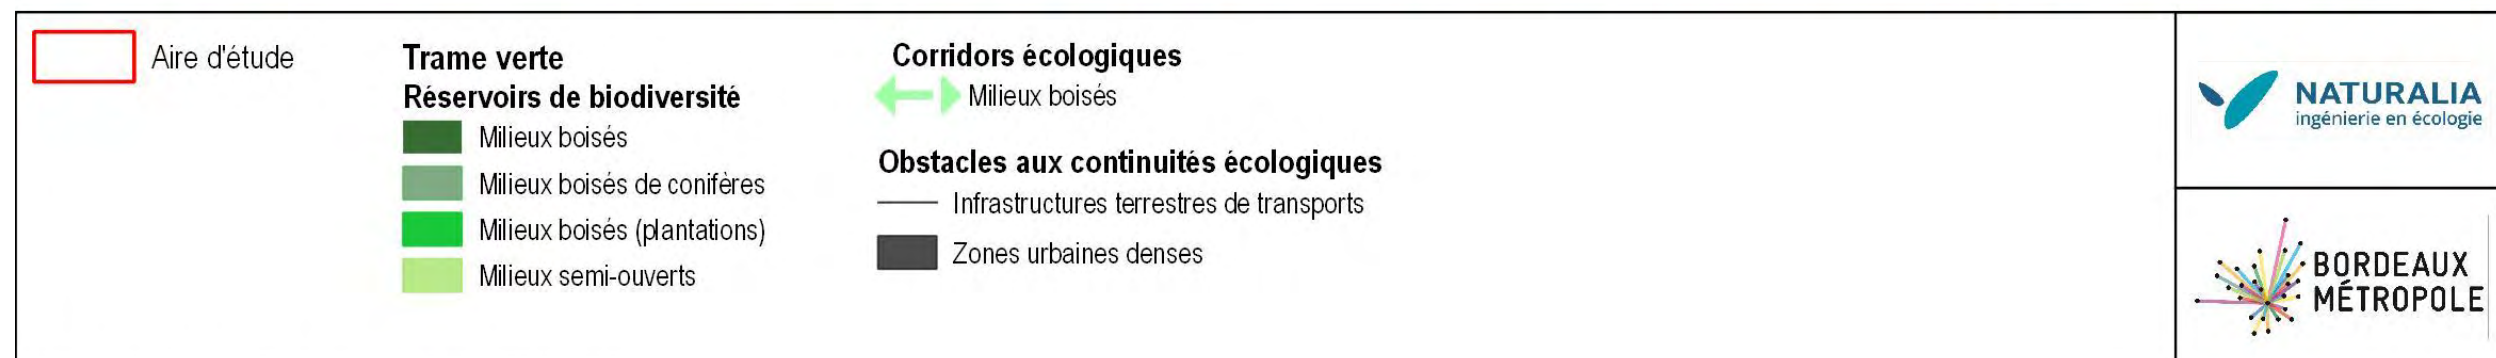 Aire d'étude
Trame verte
Réservoirs de biodiversité
Milieux boisés
Milieux boisés de conifères
Milieux boisés (plantations)
Milieux semi-ouverts
Corridors écologiques
Milieux boisés
Obstacles aux continuités écologiques
Infrastructures terrestres de transports
Zones urbaines denses
NATURALIA
ingénierie en écologie
BORDEAUX
MÉTROPOLE